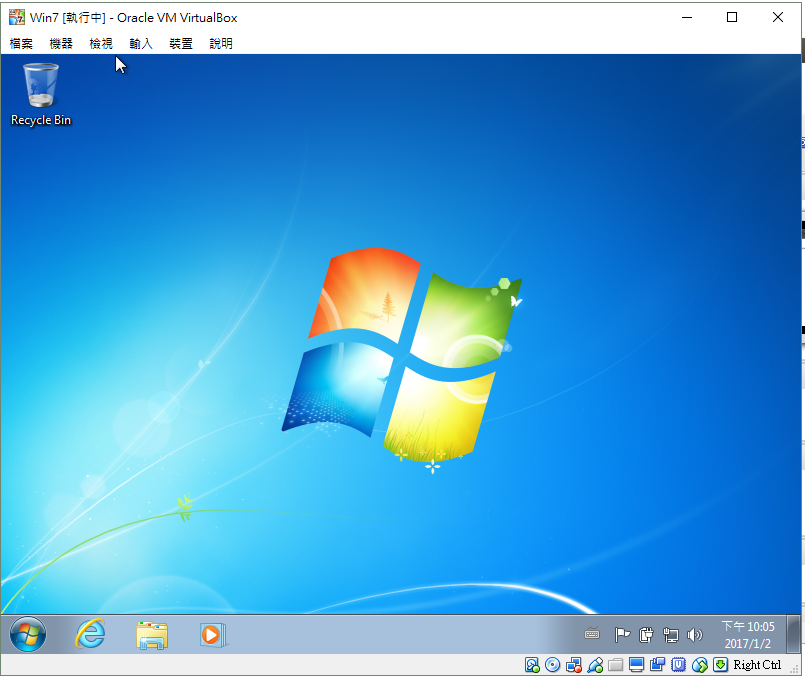 Win7 [執行中] - Oracle VM VirtualBox
檔案 機器 檢視 輸入 裝置 說明
Recycle Bin
下午 10:05
2017/1/2
Right Ctrl